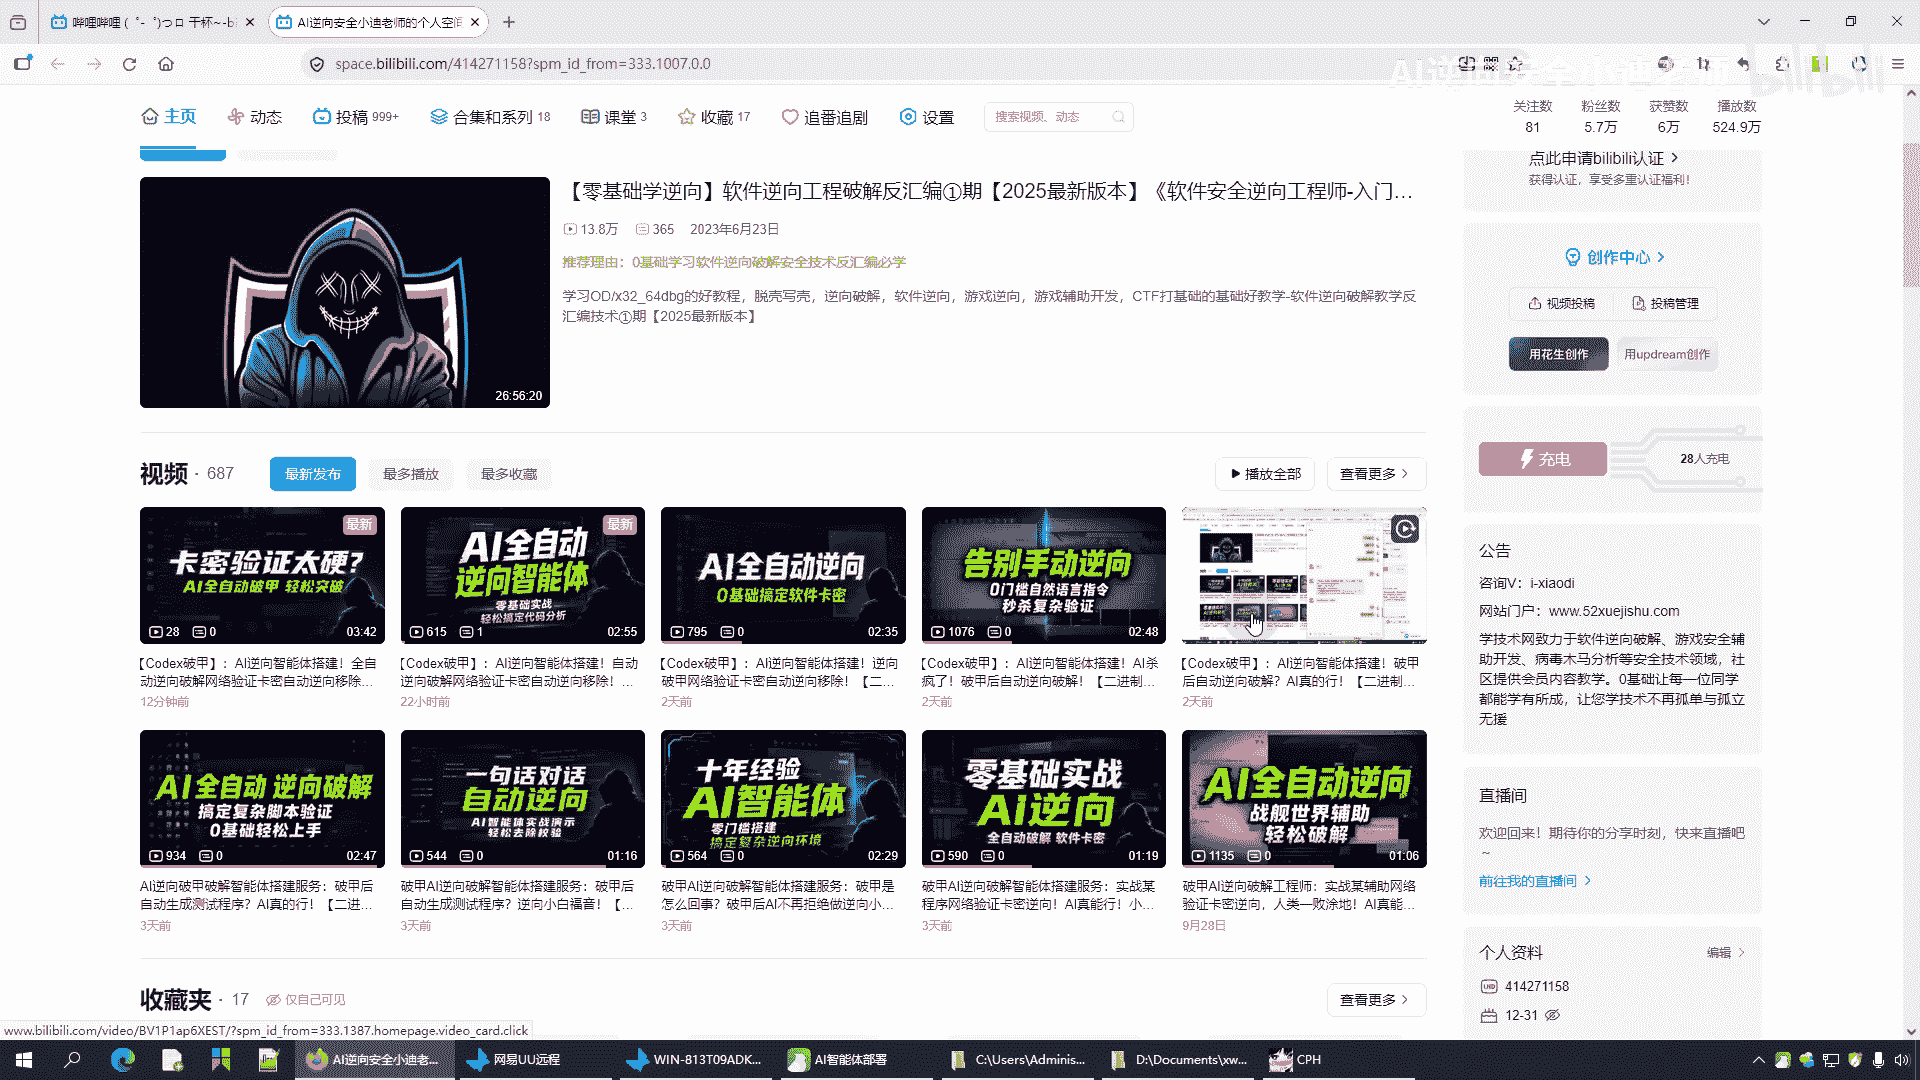 哔哩哔哩 (゜-゜)つロ 干杯~-bi
AI逆向安全小迪老师的个人空间
space.bilibili.com/414271158?spm_id_from=333.1007.0.0
AI逆向安全小迪老师
bilibili
主页
动态
投稿 999+
合集和系列 18
课堂 3
收藏 17
追番追剧
设置
搜索视频、动态
关注数 粉丝数 获赞数 播放数
81 5.7万 6万 524.9万
【零基础学逆向】软件逆向工程破解反汇编①期【2025最新版本】《软件安全逆向工程师-入门…
13.8万 365 2023年6月23日
推荐理由：0基础学习软件逆向破解安全技术反汇编必学
学习OD/x32_64dbg的好教程，脱壳写壳，逆向破解，软件逆向，游戏逆向，游戏辅助开发，CTF打基础的基础好教学-软件逆向破解教学反
汇编技术①期【2025最新版本】
26:56:20
点此申请bilibili认证
获得认证，享受多重认证福利！
创作中心
视频投稿
投稿管理
用花生创作
用updream创作
充电
28人充电
视频 · 687
最新发布
最多播放
最多收藏
播放全部
查看更多
最新
卡密验证太硬?
AI全自动破甲 轻松突破
28 0 03:42
最新
AI全自动
逆向智能体
零基础实战
轻松搞定代码分析
615 1 02:55
AI全自动逆向
0基础搞定软件卡密
795 0 02:35
告别手动逆向
0门槛自然语言指令
秒杀复杂验证
1076 0 02:48
【Codex破甲】：AI逆向智能体搭建！全自
动逆向破解网络验证卡密自动逆向移除…
12分钟前
【Codex破甲】：AI逆向智能体搭建！自动
逆向破解网络验证卡密自动逆向移除！…
22小时前
【Codex破甲】：AI逆向智能体搭建！逆向
破甲网络验证卡密自动逆向移除！【二…
2天前
【Codex破甲】：AI逆向智能体搭建！AI杀
疯了！破甲后自动逆向破解！【二进制…
2天前
【Codex破甲】：AI逆向智能体搭建！破甲
后自动逆向破解？AI真的行！【二进制…
2天前
AI全自动 逆向破解
搞定复杂脚本验证
0基础轻松上手
934 0 02:47
一句话对话
自动逆向
AI智能体实战演示
轻松去除校验
544 0 01:16
十年经验
AI智能体
零门槛搭建
搞定复杂逆向环境
564 0 02:29
零基础实战
AI逆向
全自动破解 软件卡密
590 0 01:19
AI全自动逆向
战舰世界辅助
轻松破解
1135 0 01:06
AI逆向破甲破解智能体搭建服务：破甲后
自动生成测试程序？AI真的行！【二进…
3天前
破甲AI逆向破解智能体搭建服务：破甲后
自动生成测试程序？逆向小白福音！【…
3天前
破甲AI逆向破解智能体搭建服务：破甲是
怎么回事？破甲后AI不再拒绝做逆向小…
3天前
破甲AI逆向破解智能体搭建服务：实战某
程序网络验证卡密逆向！AI真能行！小…
3天前
破甲AI逆向破解工程师：实战某辅助网络
验证卡密逆向，人类一败涂地！AI真能…
9月28日
公告
咨询V：i-xiaodi
网站门户：www.52xuejishu.com
学技术网致力于软件逆向破解、游戏安全辅
助开发、病毒木马分析等安全技术领域，社
区提供会员内容教学。0基础让每一位同学
都能学有所成，让您学技术不再孤单与孤立
无援
直播间
欢迎回来！期待你的分享时刻，快来直播吧
~
前往我的直播间
个人资料
编辑
UID 414271158
12-31
收藏夹 · 17 仅自己可见
查看更多
www.bilibili.com/video/BV1P1ap6XEST/?spm_id_from=333.1387.homepage.video_card.click
AI逆向安全小迪老...
网易UU远程
WIN-813T09ADK...
AI智能体部署
C:\Users\Adminis...
D:\Documents\xw...
CPH